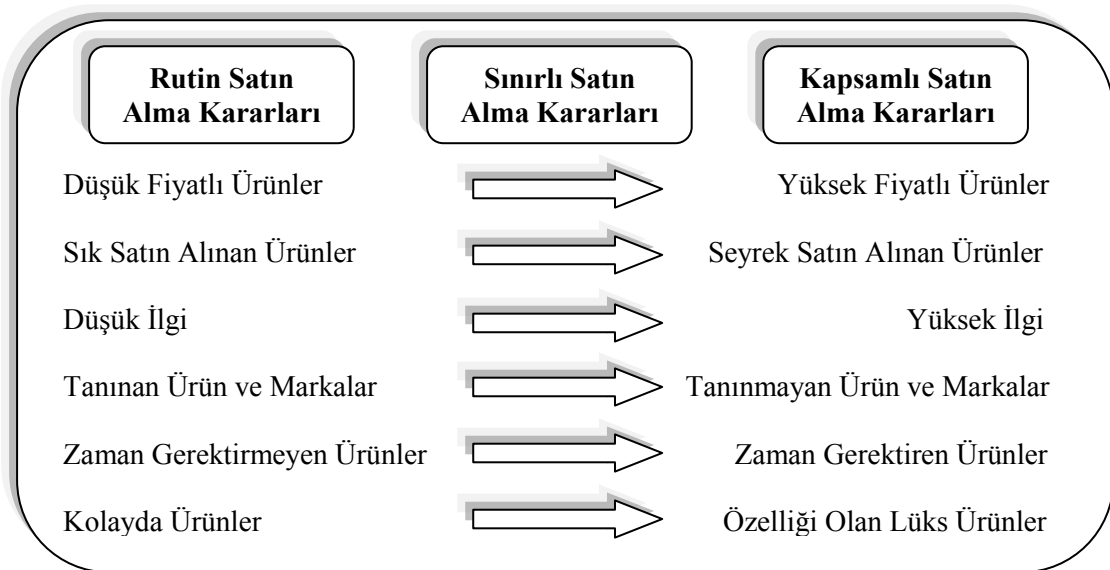 Rutin Satın
Alma Kararları
Sınırlı Satın
Alma Kararları
Kapsamlı Satın
Alma Kararları
Düşük Fiyatlı Ürünler
Yüksek Fiyatlı Ürünler
Sık Satın Alınan Ürünler
Seyrek Satın Alınan Ürünler
Düşük İlgi
Yüksek İlgi
Tanınan Ürün ve Markalar
Tanınmayan Ürün ve Markalar
Zaman Gerektirmeyen Ürünler
Zaman Gerektiren Ürünler
Kolayda Ürünler
Özelliği Olan Lüks Ürünler